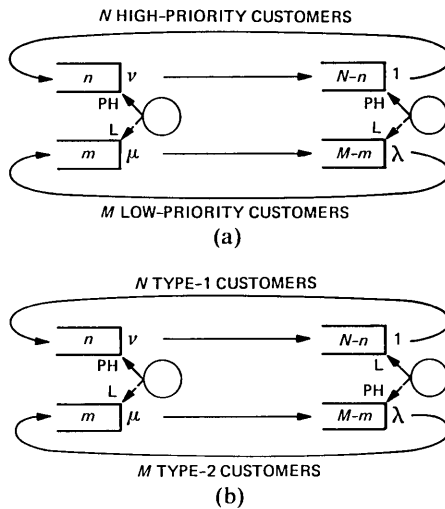 N HIGH-PRIORITY CUSTOMERS
n ν N-n 1
PH PH
L L
m μ M-m λ
M LOW-PRIORITY CUSTOMERS
(a)
N TYPE-1 CUSTOMERS
n ν N-n 1
PH L
L PH
m μ M-m λ
M TYPE-2 CUSTOMERS
(b)